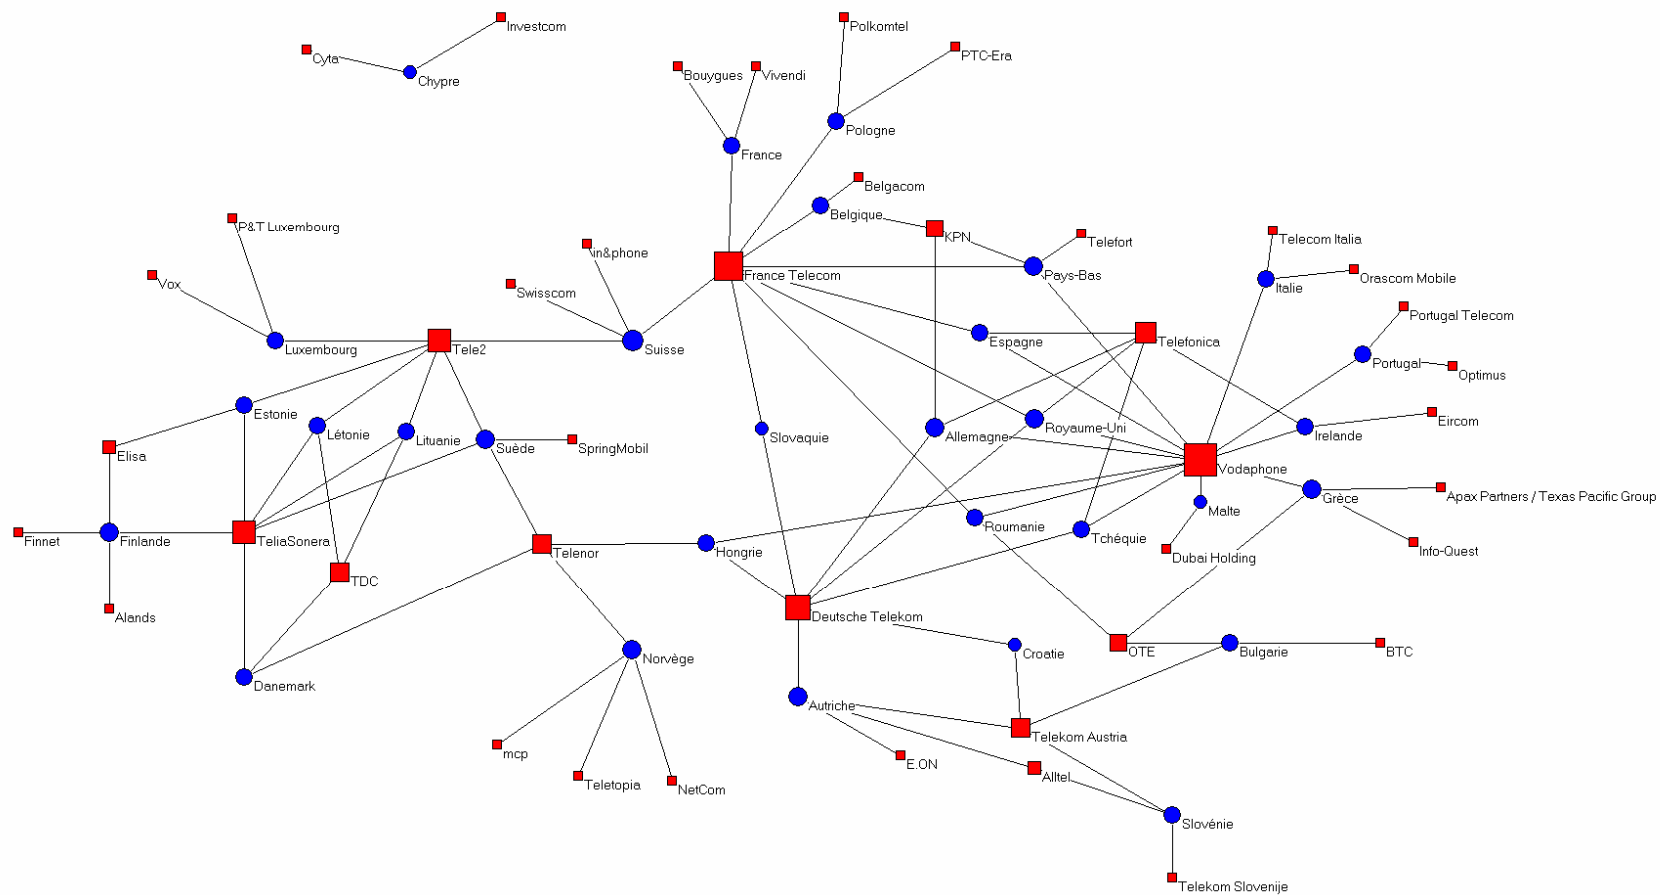 Investcom
Polkomtel
Cyta
PTC-Era
Chypre
Bouygues
Vivendi
Pologne
France
Belgacom
Belgique
P&T Luxembourg
KPN
Telefort
Telecom Italia
in&phone
France Telecom
Pays-Bas
Orascom Mobile
Vox
Swisscom
Italie
Portugal Telecom
Luxembourg
Tele2
Suisse
Espagne
Telefonica
Portugal
Optimus
Estonie
Létonie
Lituanie
Suède
SpringMobil
Slovaquie
Allemagne
Royaume-Uni
Irelande
Eircom
Elisa
Vodaphone
Grèce
Apax Partners / Texas Pacific Group
Malte
Finnet
Finlande
TeliaSonera
Telenor
Hongrie
Roumanie
Tchéquie
Dubai Holding
Info-Quest
TDC
Alands
Deutsche Telekom
Croatie
OTE
Bulgarie
BTC
Norvège
Danemark
Autriche
Telekom Austria
mcp
Teletopia
NetCom
E.ON
Alltel
Slovénie
Telekom Slovenije